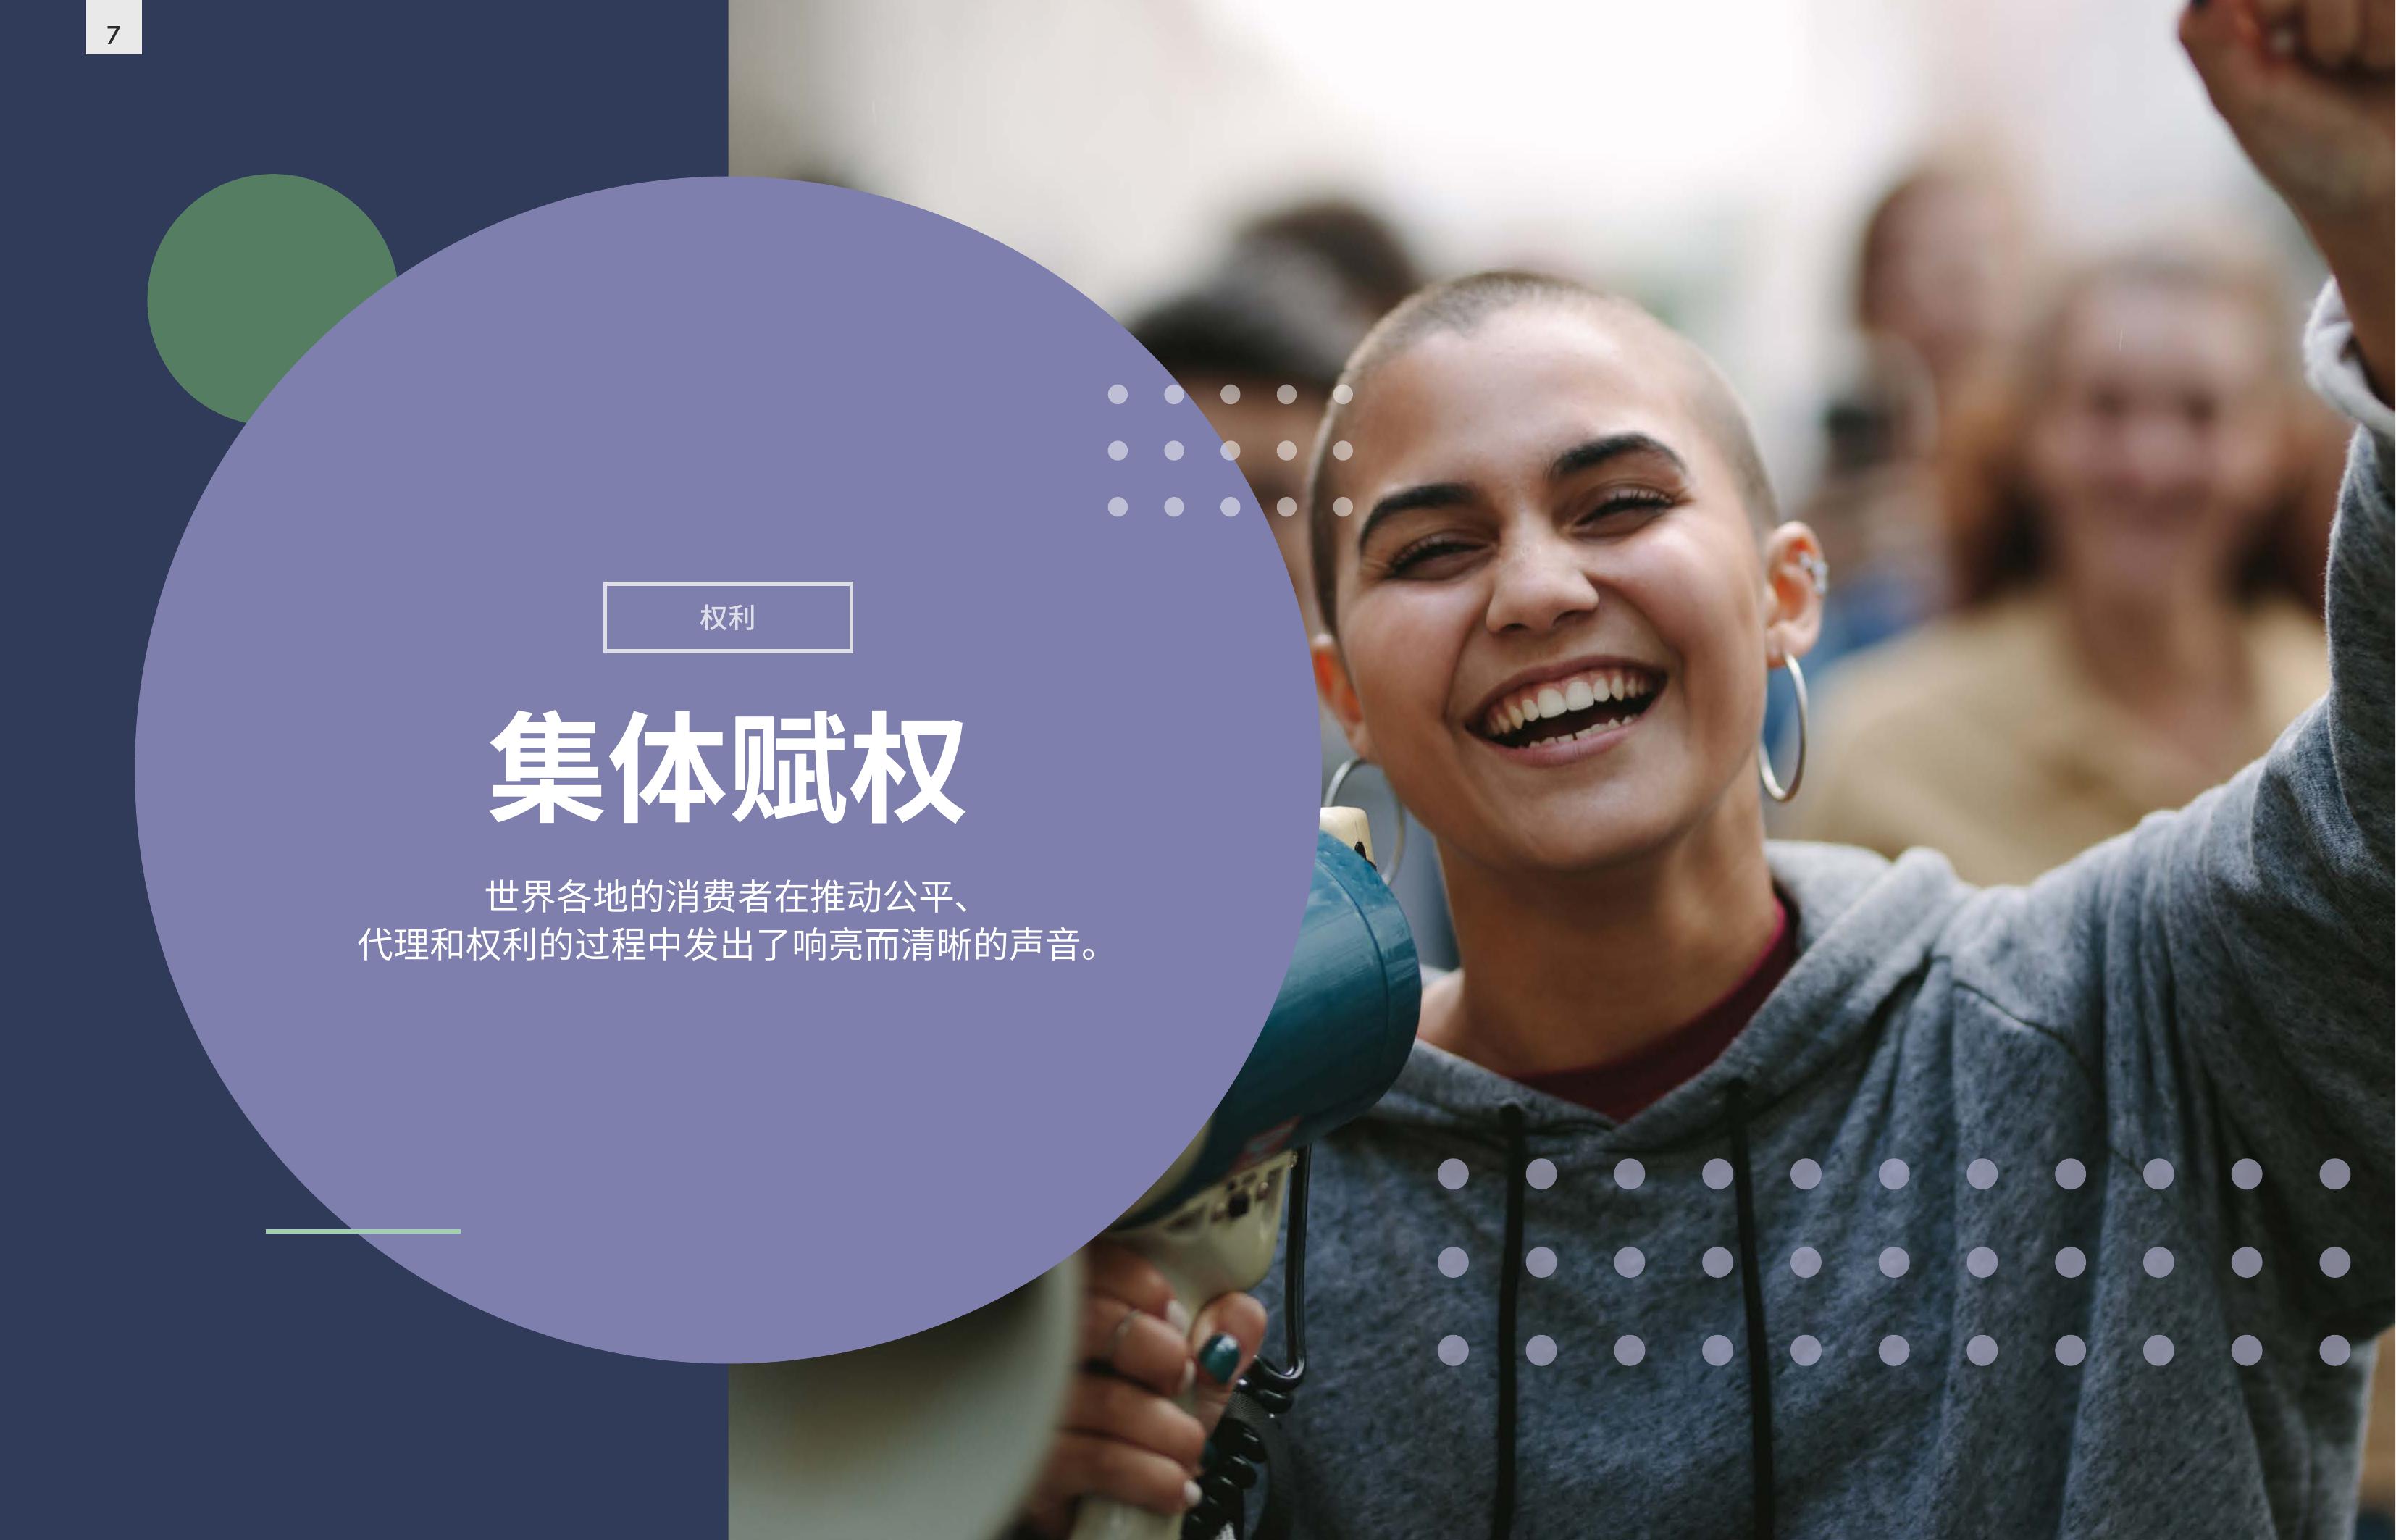 7
权利
集体赋权
世界各地的消费者在推动公平、
代理和权利的过程中发出了响亮而清晰的声音。